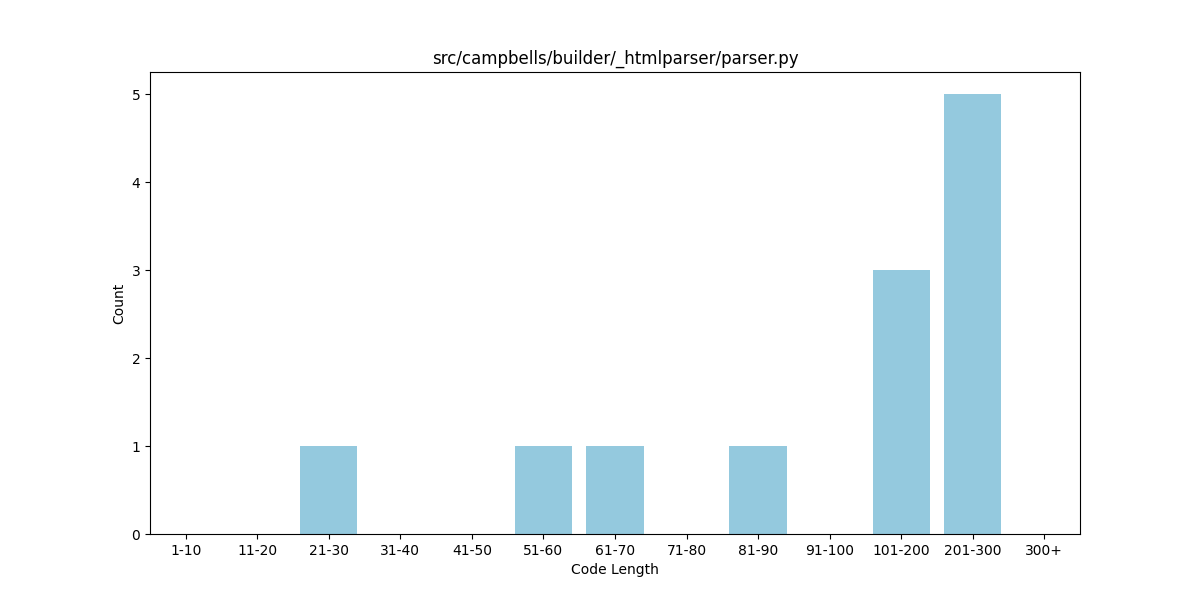 src/campbells/builder/_htmlparser/parser.py
Count
5
4
3
2
1
0
1-10 11-20 21-30 31-40 41-50 51-60 61-70 71-80 81-90 91-100 101-200 201-300 300+
Code Length